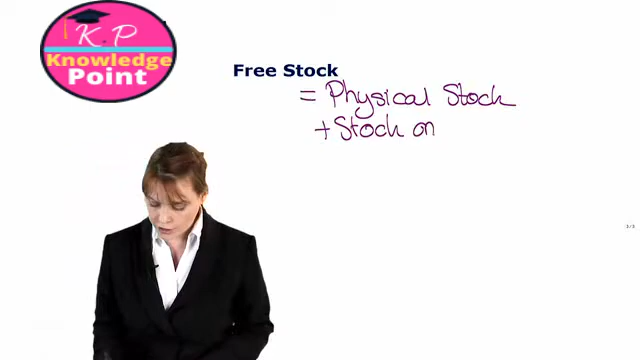 K.P
Knowledge
Point
Free Stock
= Physical Stock
+ Stock on